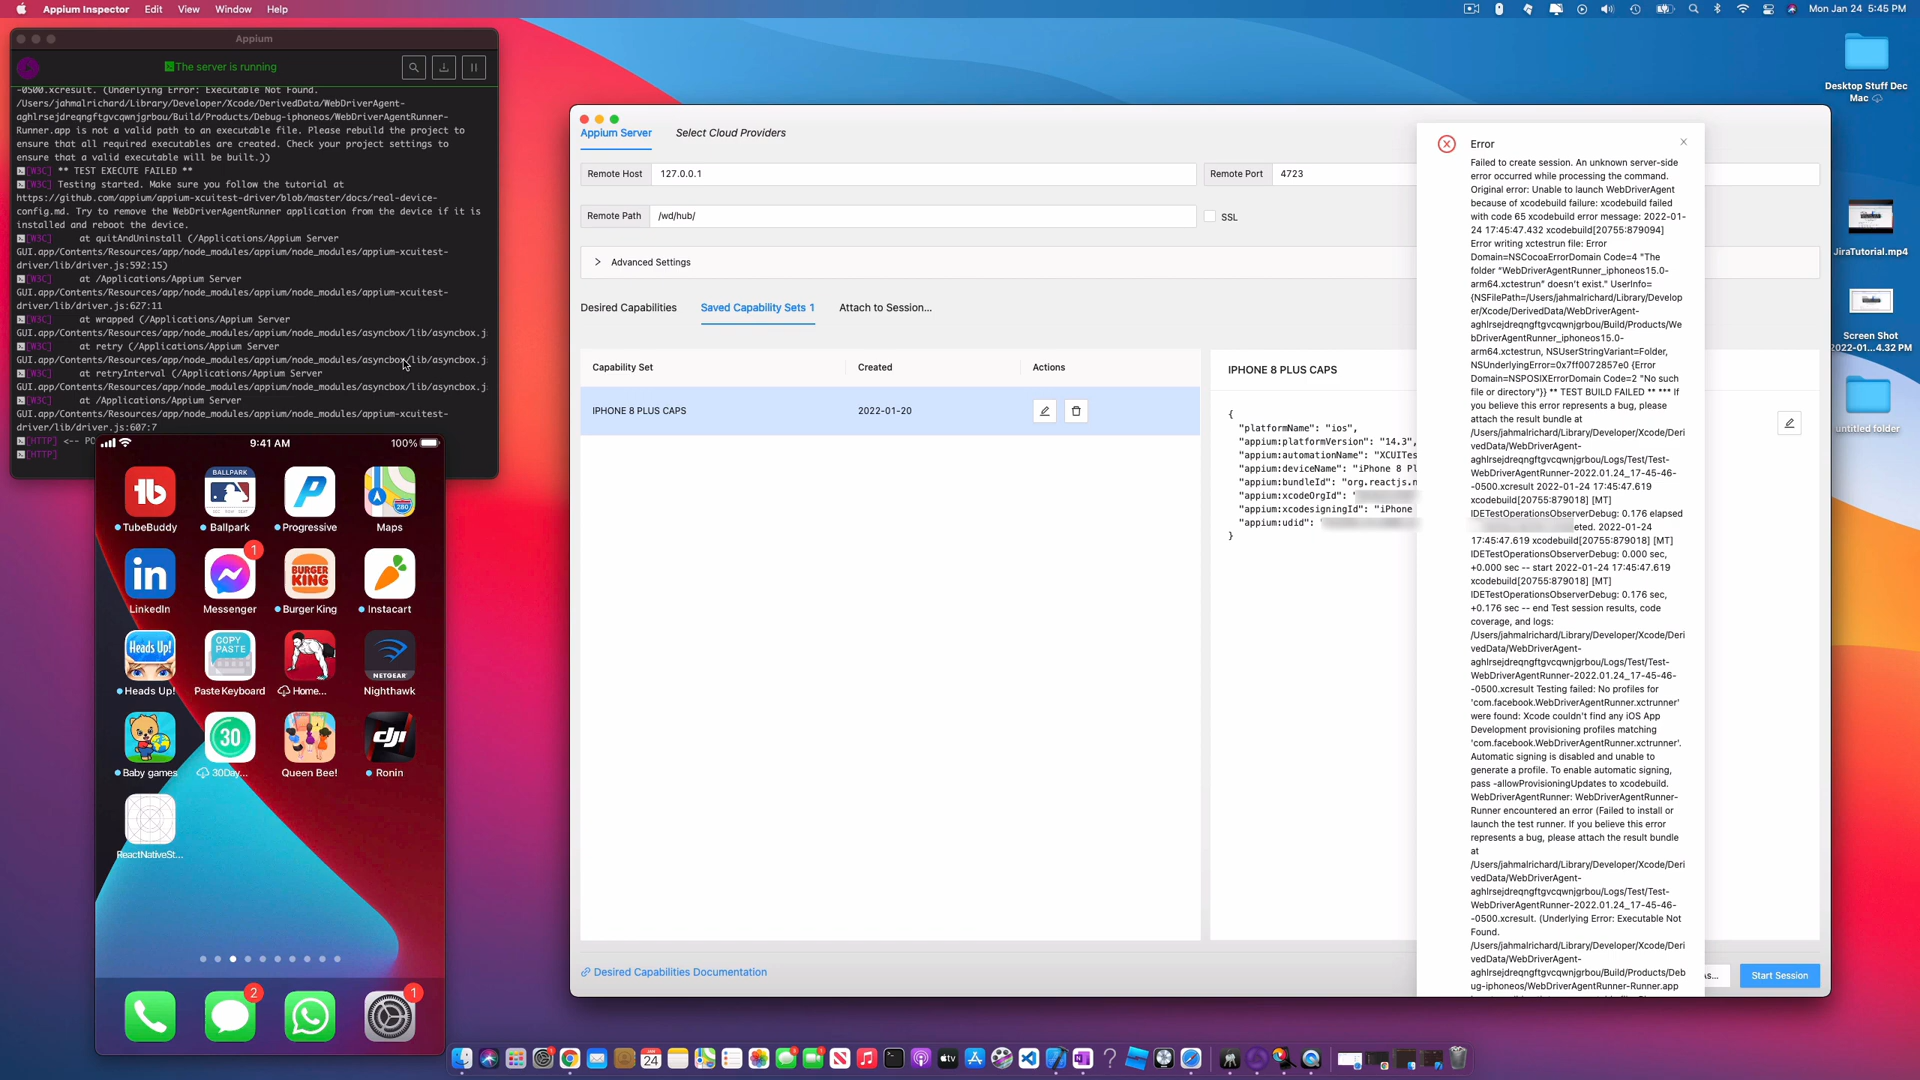 Appium Inspector Edit View Window Help
Mon Jan 24 5:45 PM
Appium
The server is running
-0500.xcresult. (Underlying Error: Executable Not Found.
/Users/jahmalrichard/Library/Developer/Xcode/DerivedData/WebDriverAgent-
aghlrsejdreqngftgvcqwnjgrbou/Build/Products/Debug-iphoneos/WebDriverAgentRunner-
Runner.app is not a valid path to an executable file. Please rebuild the project to
ensure that all required executables are created. Check your project settings to
ensure that a valid executable will be built.))
[W3C] ** TEST EXECUTE FAILED **
[W3C] Testing started. Make sure you follow the tutorial at
https://github.com/appium/appium-xcuitest-driver/blob/master/docs/real-device-
config.md. Try to remove the WebDriverAgentRunner application from the device if it is
installed and reboot the device.
[W3C] at quitAndUninstall (/Applications/Appium Server
GUI.app/Contents/Resources/app/node_modules/appium/node_modules/appium-xcuitest-
driver/lib/driver.js:592:15)
[W3C] at /Applications/Appium Server
GUI.app/Contents/Resources/app/node_modules/appium/node_modules/appium-xcuitest-
driver/lib/driver.js:627:11
[W3C] at wrapped (/Applications/Appium Server
GUI.app/Contents/Resources/app/node_modules/appium/node_modules/asyncbox/lib/asyncbox.j
[W3C] at retry (/Applications/Appium Server
GUI.app/Contents/Resources/app/node_modules/appium/node_modules/asyncbox/lib/asyncbox.j
[W3C] at retryInterval (/Applications/Appium Server
GUI.app/Contents/Resources/app/node_modules/appium/node_modules/asyncbox/lib/asyncbox.j
[W3C] at /Applications/Appium Server
GUI.app/Contents/Resources/app/node_modules/appium/node_modules/appium-xcuitest-
driver/lib/driver.js:607:7
[HTTP] <-- PO
[HTTP]
9:41 AM 100%
TubeBuddy Ballpark Progressive Maps
LinkedIn Messenger Burger King Instacart
Heads Up! Paste Keyboard Home... Nighthawk
Baby games 30Day... Queen Bee! Ronin
ReactNativeSt...
Appium Server Select Cloud Providers
Remote Host 127.0.0.1 Remote Port 4723
Remote Path /wd/hub/ SSL
Advanced Settings
Desired Capabilities Saved Capability Sets 1 Attach to Session...
Capability Set Created Actions
IPHONE 8 PLUS CAPS 2022-01-20
IPHONE 8 PLUS CAPS
{
"platformName": "ios",
"appium:platformVersion": "14.3",
"appium:automationName": "XCUITes
"appium:deviceName": "iPhone 8 Pl
"appium:bundleId": "org.reactjs.n
"appium:xcodeOrgId": "
"appium:xcodesigningId": "iPhone
"appium:udid": "
}
Desired Capabilities Documentation
As... Start Session
Error
Failed to create session. An unknown server-side
error occurred while processing the command.
Original error: Unable to launch WebDriverAgent
because of xcodebuild failure: xcodebuild failed
with code 65 xcodebuild error message: 2022-01-
24 17:45:47.432 xcodebuild[20755:879094]
Error writing xctestrun file: Error
Domain=NSCocoaErrorDomain Code=4 "The
folder “WebDriverAgentRunner_iphoneos15.0-
arm64.xctestrun” doesn’t exist." UserInfo=
{NSFilePath=/Users/jahmalrichard/Library/Develop
er/Xcode/DerivedData/WebDriverAgent-
aghlrsejdreqngftgvcqwnjgrbou/Build/Products/We
bDriverAgentRunner_iphoneos15.0-
arm64.xctestrun, NSUserStringVariant=Folder,
NSUnderlyingError=0x7ff0072857e0 {Error
Domain=NSPOSIXErrorDomain Code=2 "No such
file or directory"}} ** TEST BUILD FAILED ** *** If
you believe this error represents a bug, please
attach the result bundle at
/Users/jahmalrichard/Library/Developer/Xcode/Deri
vedData/WebDriverAgent-
aghlrsejdreqngftgvcqwnjgrbou/Logs/Test/Test-
WebDriverAgentRunner-2022.01.24_17-45-46-
-0500.xcresult 2022-01-24 17:45:47.619
xcodebuild[20755:879018] [MT]
IDETestOperationsObserverDebug: 0.176 elapsed
eted. 2022-01-24
17:45:47.619 xcodebuild[20755:879018] [MT]
IDETestOperationsObserverDebug: 0.000 sec,
+0.000 sec -- start 2022-01-24 17:45:47.619
xcodebuild[20755:879018] [MT]
IDETestOperationsObserverDebug: 0.176 sec,
+0.176 sec -- end Test session results, code
coverage, and logs:
/Users/jahmalrichard/Library/Developer/Xcode/Deri
vedData/WebDriverAgent-
aghlrsejdreqngftgvcqwnjgrbou/Logs/Test/Test-
WebDriverAgentRunner-2022.01.24_17-45-46-
-0500.xcresult Testing failed: No profiles for
'com.facebook.WebDriverAgentRunner.xctrunner'
were found: Xcode couldn't find any iOS App
Development provisioning profiles matching
'com.facebook.WebDriverAgentRunner.xctrunner'.
Automatic signing is disabled and unable to
generate a profile. To enable automatic signing,
pass -allowProvisioningUpdates to xcodebuild.
WebDriverAgentRunner: WebDriverAgentRunner-
Runner encountered an error (Failed to install or
launch the test runner. If you believe this error
represents a bug, please attach the result bundle
at
/Users/jahmalrichard/Library/Developer/Xcode/Deri
vedData/WebDriverAgent-
aghlrsejdreqngftgvcqwnjgrbou/Logs/Test/Test-
WebDriverAgentRunner-2022.01.24_17-45-46-
-0500.xcresult. (Underlying Error: Executable Not
Found.
/Users/jahmalrichard/Library/Developer/Xcode/Deri
vedData/WebDriverAgent-
aghlrsejdreqngftgvcqwnjgrbou/Build/Products/Deb
ug-iphoneos/WebDriverAgentRunner-Runner.app
Desktop Stuff Dec
Mac
JiraTutorial.mp4
Screen Shot
2022-01...4.32 PM
untitled folder